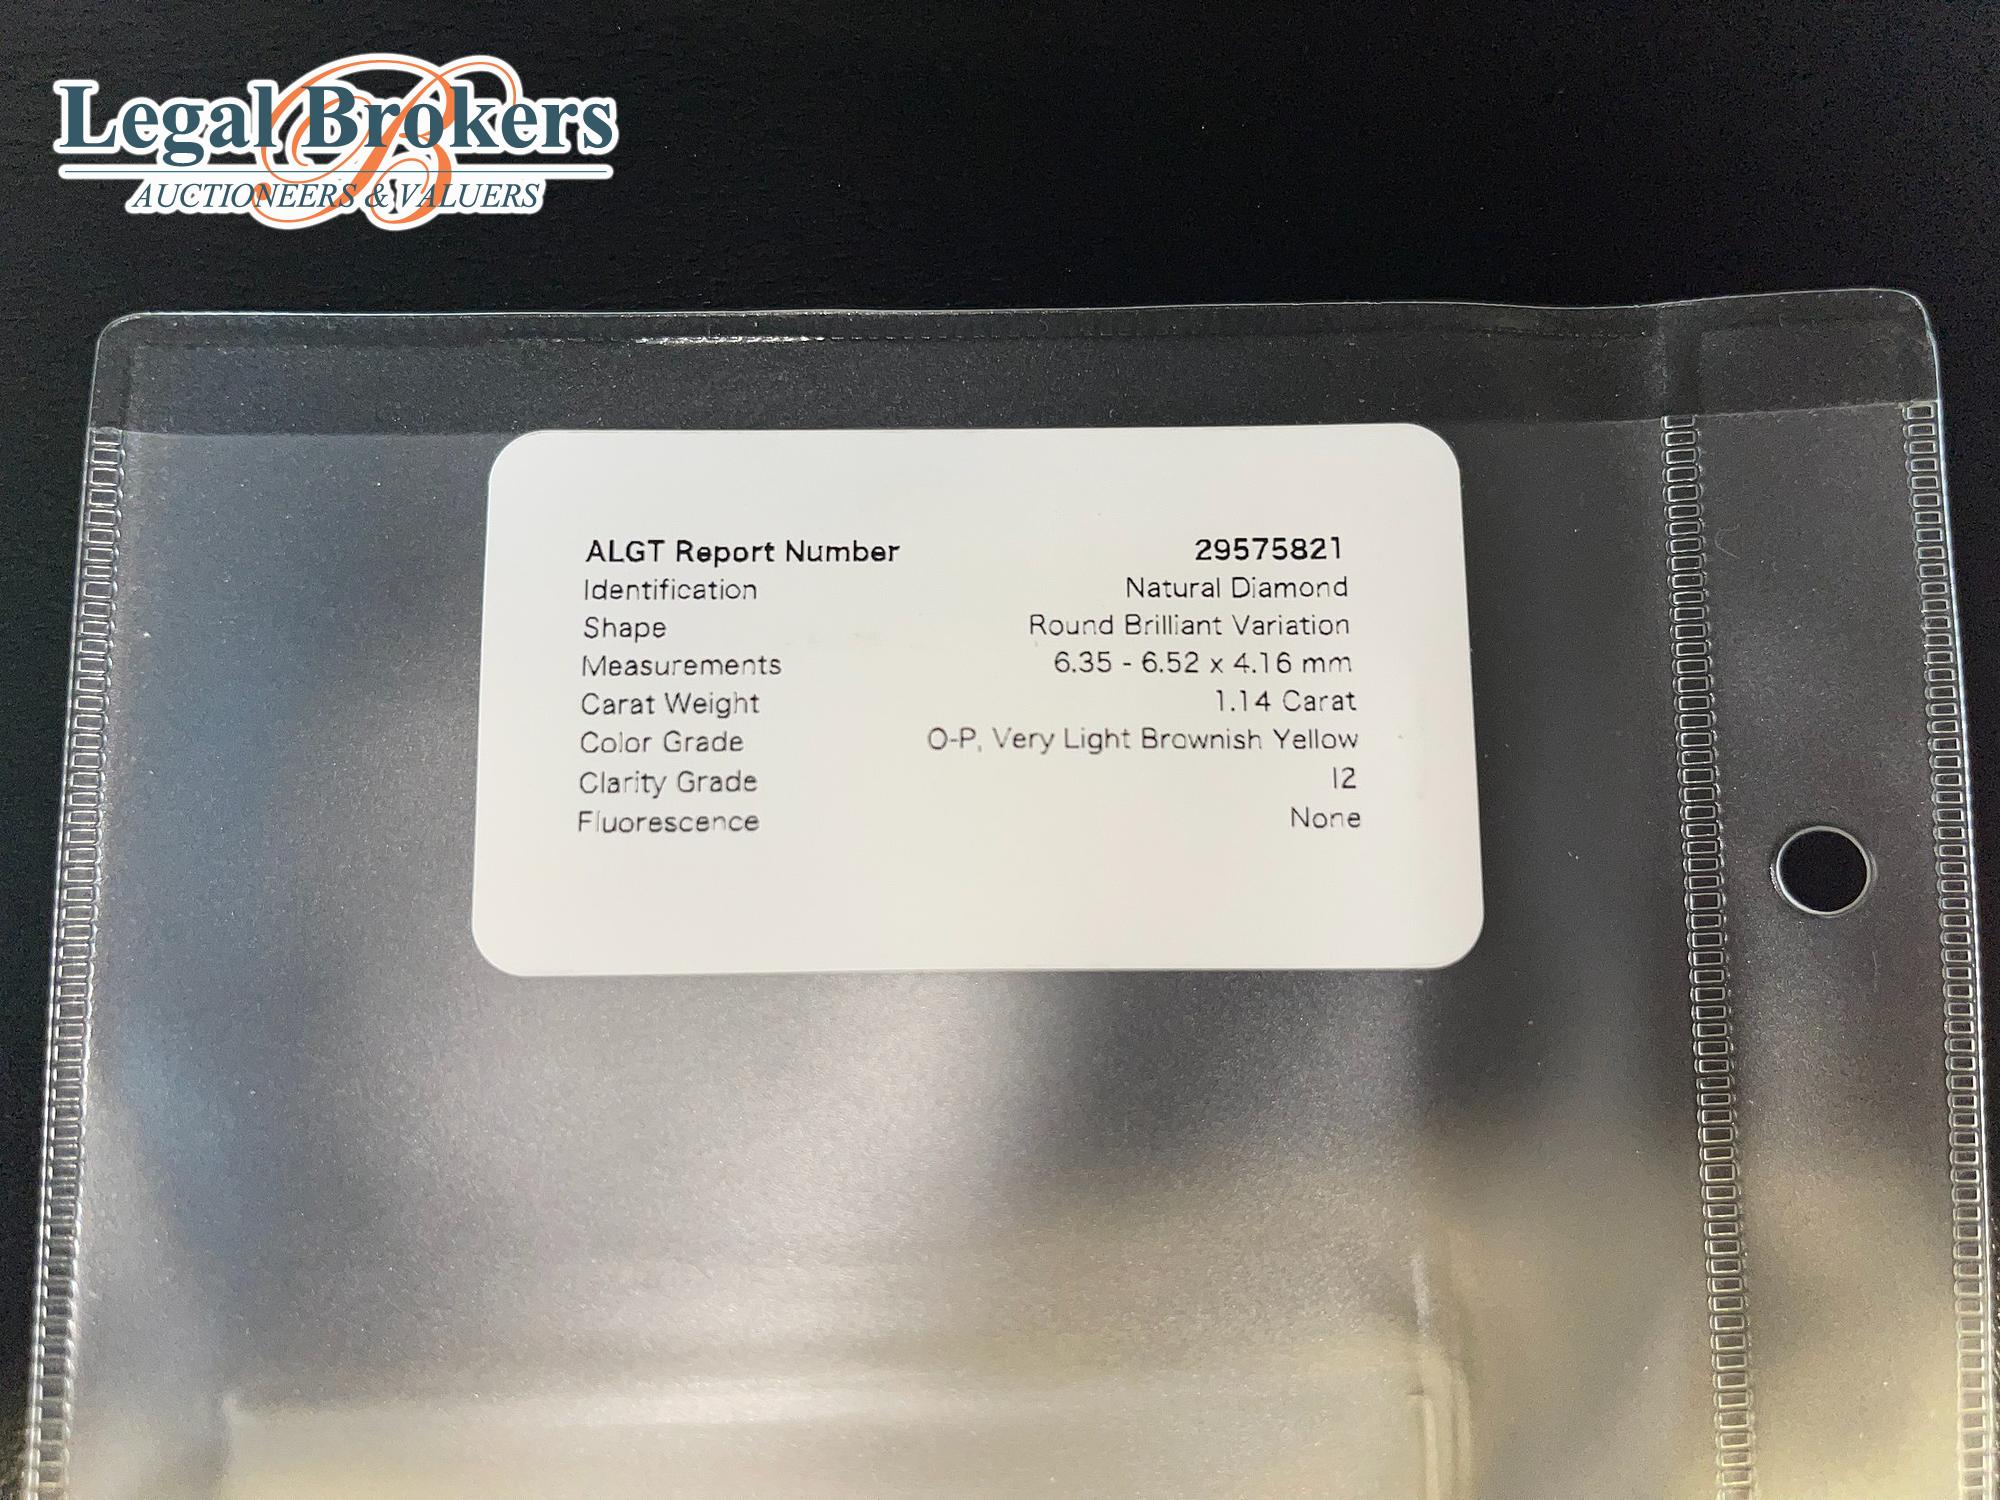 Legal Brokers
AUCTIONEERS & VALUERS
ALGT Report Number 29575821
Identification Natural Diamond
Shape Round Brilliant Variation
Measurements 6.35 - 6.52 x 4.16 mm
Carat Weight 1.14 Carat
Color Grade O-P, Very Light Brownish Yellow
Clarity Grade I2
Fluorescence None